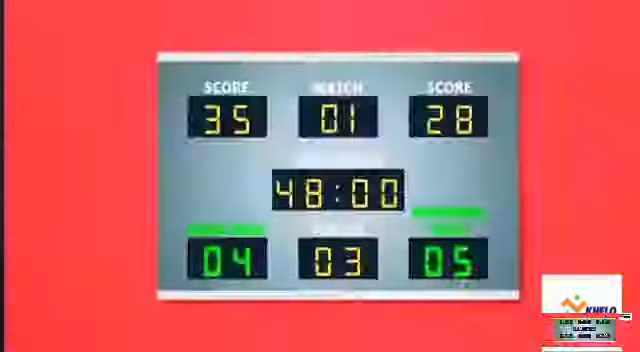 SCORE MATCH SCORE
35 01 28
48:00
04 03 05
KHELO